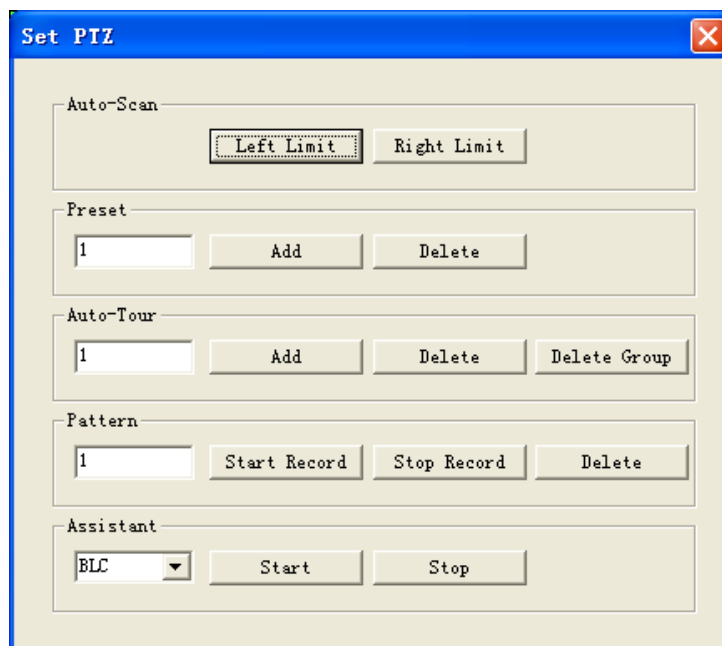 Set PTZ
Auto-Scan
Left Limit Right Limit
Preset
1 Add Delete
Auto-Tour
1 Add Delete Delete Group
Pattern
1 Start Record Stop Record Delete
Assistant
BLC Start Stop